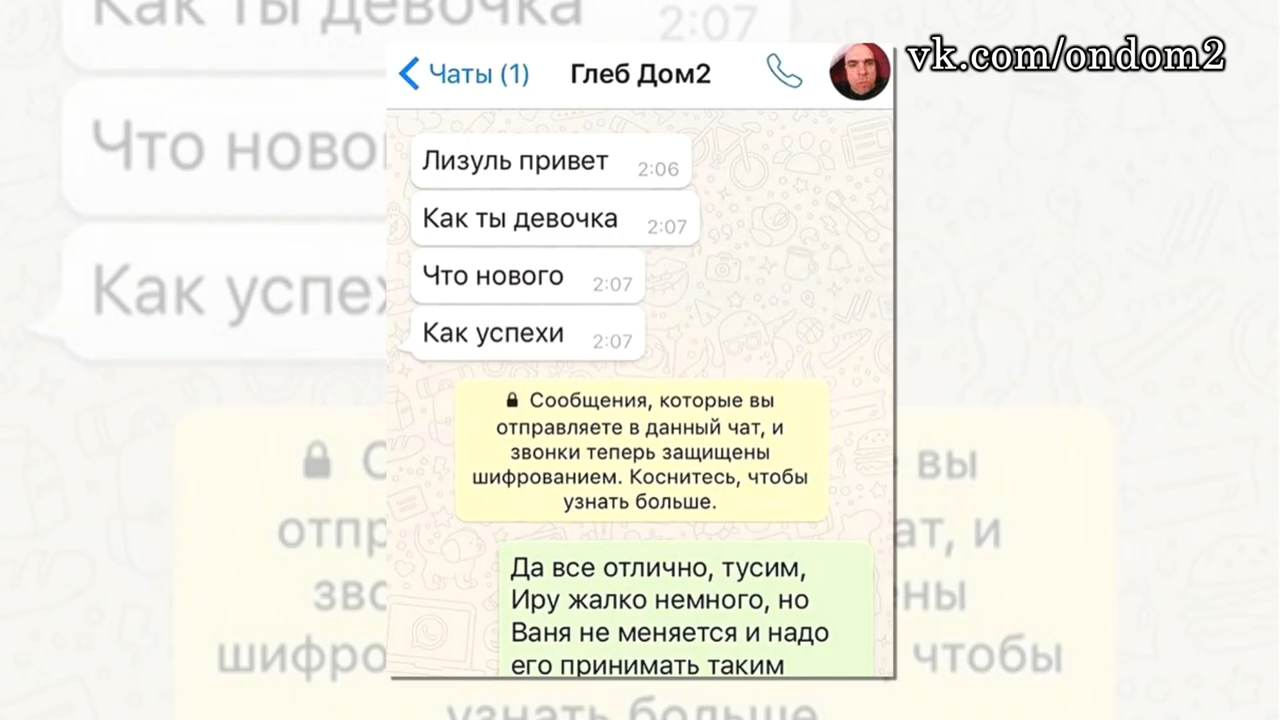 vk.com/ondom2
Чаты (1)
Глеб Дом2
Лизуль привет 2:06
Как ты девочка 2:07
Что нового 2:07
Как успехи 2:07
Сообщения, которые вы
отправляете в данный чат, и
звонки теперь защищены
шифрованием. Коснитесь, чтобы
узнать больше.
Да все отлично, тусим,
Иру жалко немного, но
Ваня не меняется и надо
его принимать таким
Как ты девочка 2:07
Что ново
Как успех
С вы
отпр ат, и
зво ны
шифро чтобы
узнать больше